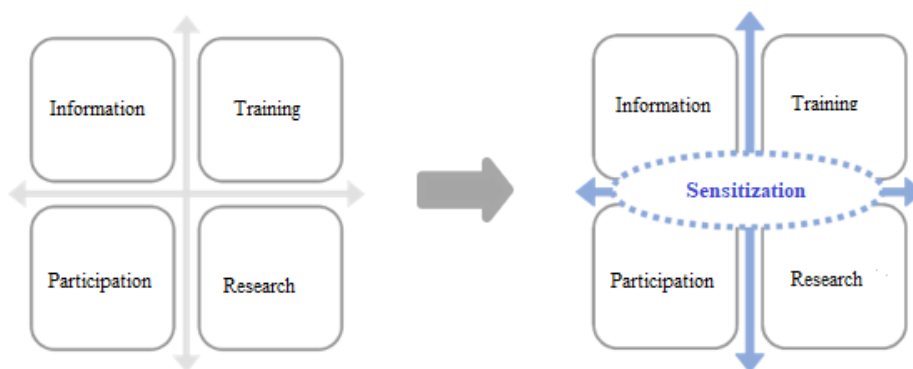 Information
Training
Participation
Research
Information
Training
Sensitization
Participation
Research